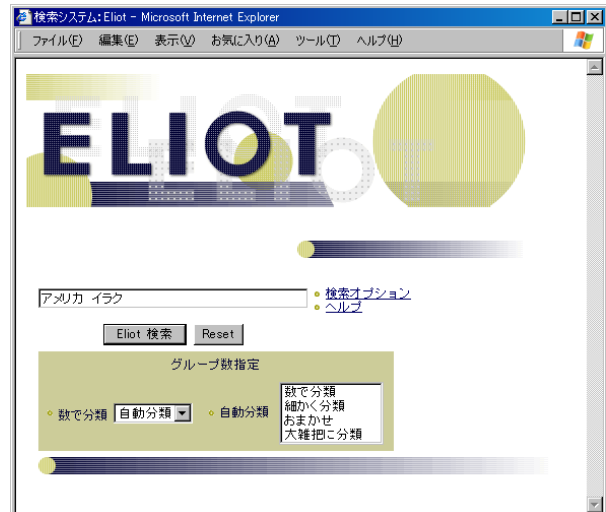 検索システム: Eliot - Microsoft Internet Explorer
ファイル(F) 編集(E) 表示(V) お気に入り(A) ツール(T) ヘルプ(H)
ELIOT
ELIOT
ELIOT
アメリカ イラク
検索オプション
ヘルプ
Eliot 検索 Reset
グループ数指定
数で分類 自動分類 自動分類
数で分類
細かく分類
おまかせ
大雑把に分類